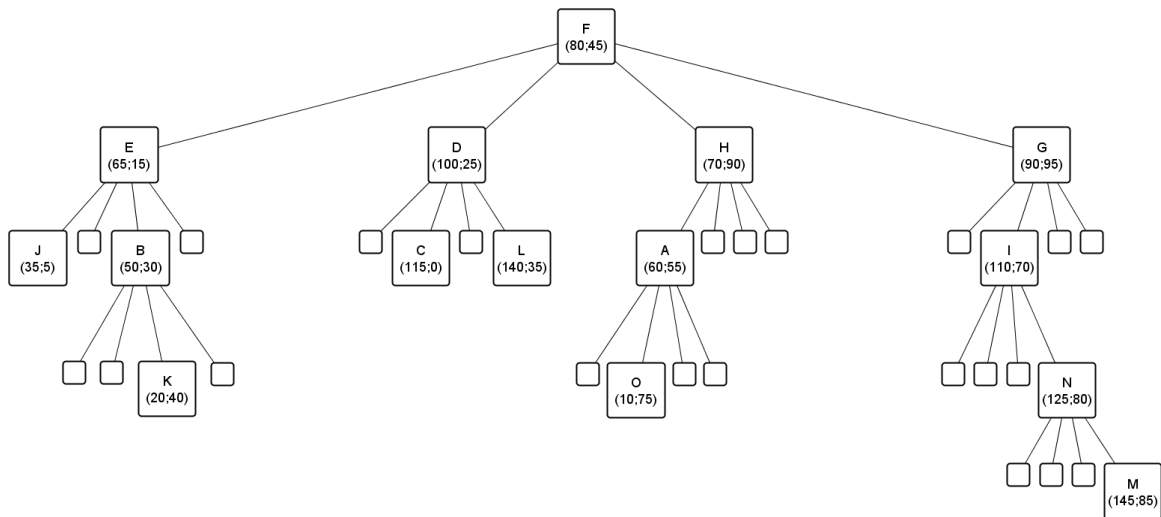 F
(80;45)
E
(65;15)
D
(100;25)
H
(70;90)
G
(90;95)
J
(35;5)
B
(50;30)
C
(115;0)
L
(140;35)
A
(60;55)
I
(110;70)
K
(20;40)
O
(10;75)
N
(125;80)
M
(145;85)